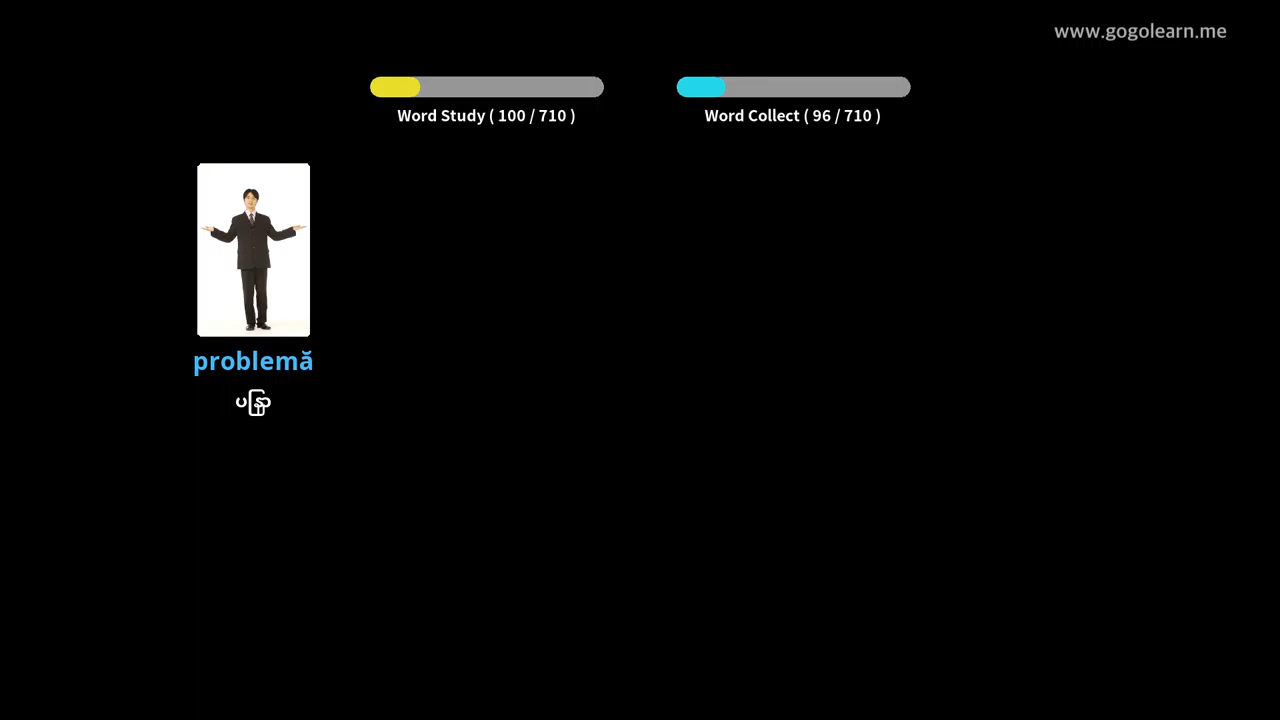 www.gogolearn.me
Word Study ( 100 / 710 )
Word Collect ( 96 / 710 )
problemă
ပြဿနာ